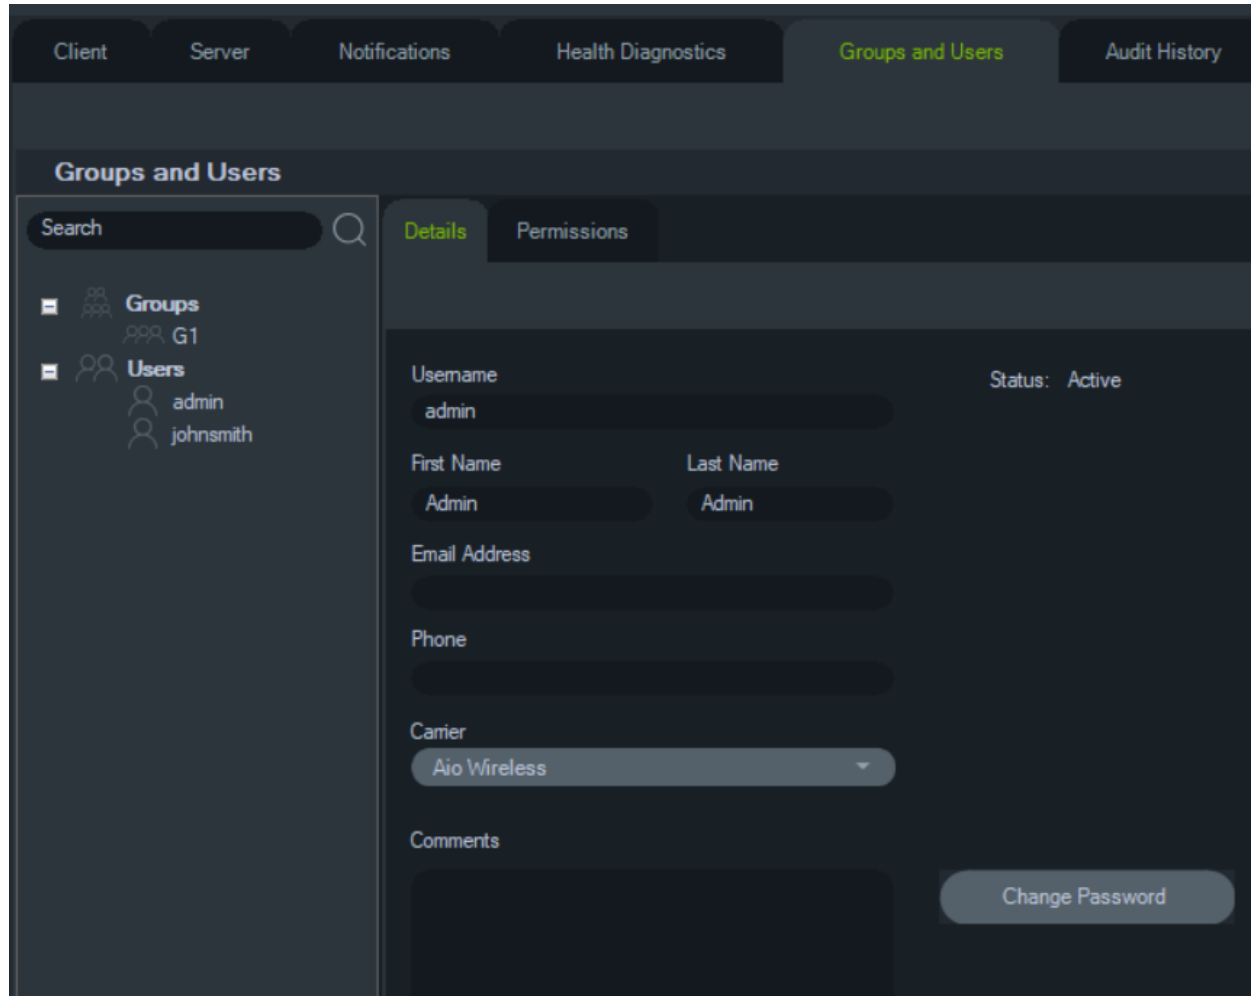 Client Server Notifications Health Diagnostics Groups and Users Audit History
Groups and Users
Search
Details Permissions
Groups
G1
Users
admin
johnsmith
Username
Status: Active
admin
First Name Last Name
Admin Admin
Email Address
Phone
Carrier
Aio Wireless
Comments
Change Password